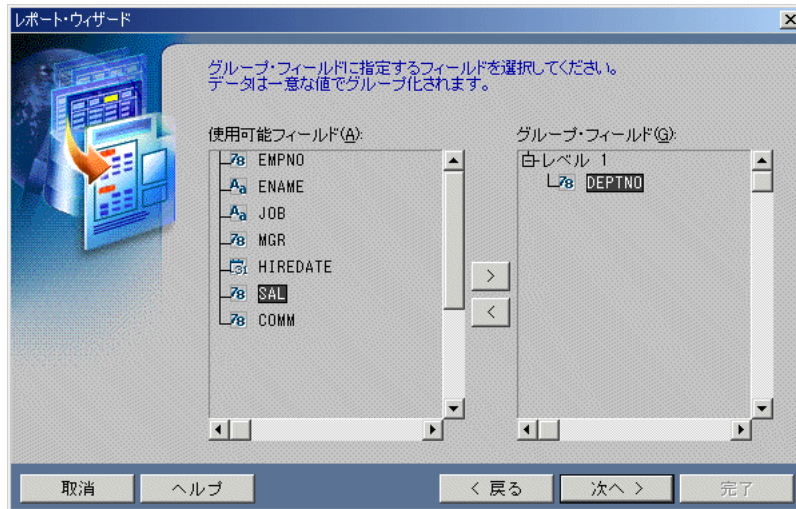 レポート・ウィザード
グループ・フィールドに指定するフィールドを選択してください。
データは一意な値でグループ化されます。
使用可能フィールド(A):
グループ・フィールド(G):
EMPNO
ENAME
JOB
MGR
HIREDATE
SAL
COMM
レベル 1
DEPTNO
>
<
取消
ヘルプ
< 戻る
次へ >
完了